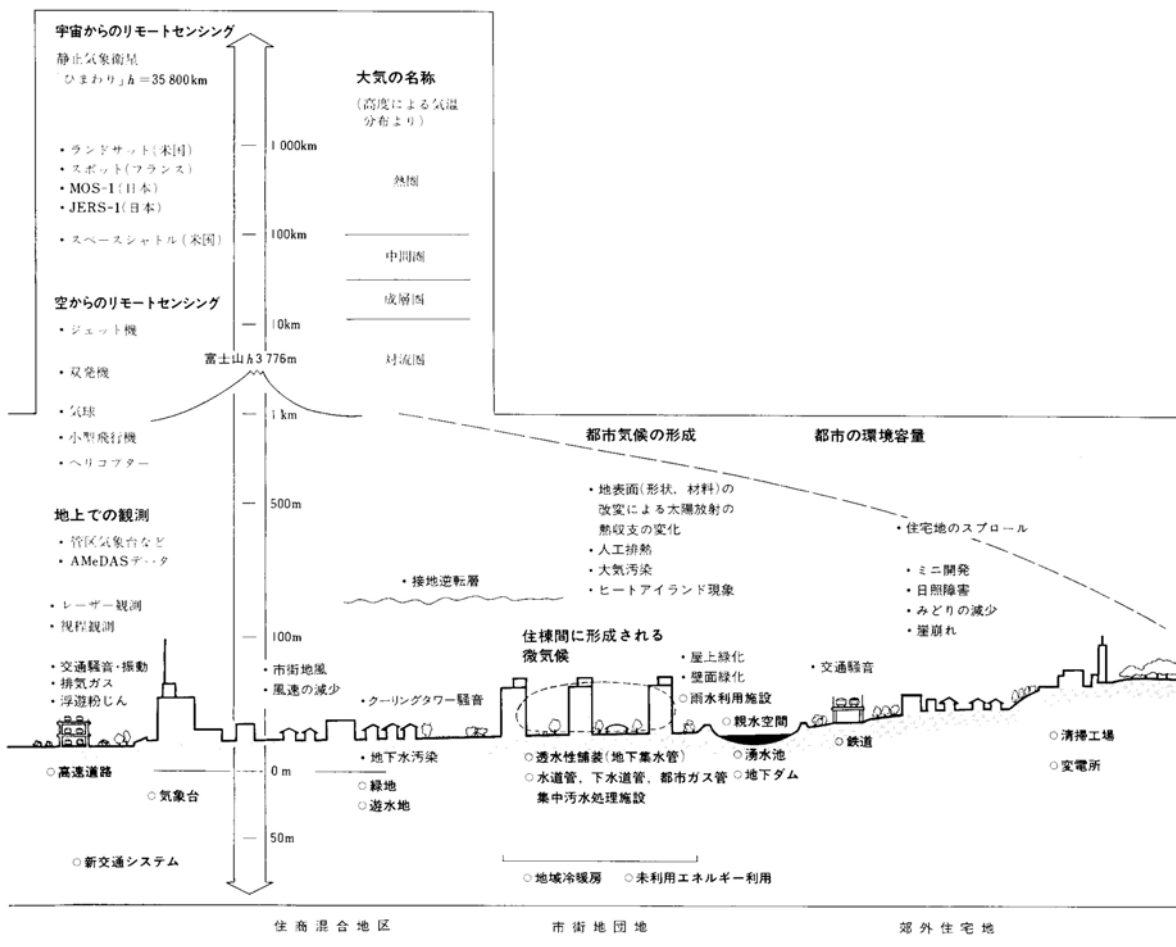 宇宙からのリモートセンシング
静止気象衛星
「ひまわり」h＝35 800km
・ランドサット(米国)
・スポット(フランス)
・MOS-1(日本)
・JERS-1(日本)
・スペースシャトル(米国)
空からのリモートセンシング
・ジェット機
・双発機
・気球
・小型飛行機
・ヘリコプター
地上での観測
・管区気象台など
・AMeDASデータ
・レーザー観測
・視程観測
・交通騒音・振動
・排気ガス
・浮遊粉じん
○高速道路
○気象台
○新交通システム
1 000km
100km
10km
富士山 h3 776m
1 km
500m
100m
0 m
50m
大気の名称
(高度による気温
分布より)
熱圏
中間圏
成層圏
対流圏
・市街地風
・風速の減少
・接地逆転層
・クーリングタワー騒音
・地下水汚染
○緑地
○遊水地
都市気候の形成
・地表面(形状，材料)の
改変による太陽放射の
熱収支の変化
・人工排熱
・大気汚染
・ヒートアイランド現象
住棟間に形成される
微気候
・屋上緑化
・壁面緑化
○雨水利用施設
○親水空間
○透水性舗装(地下集水管)
○水道管，下水道管，都市ガス管
集中汚水処理施設
○湧水池
○地下ダム
○地域冷暖房
○未利用エネルギー利用
都市の環境容量
・住宅地のスプロール
・ミニ開発
・日照障害
・みどりの減少
・崖崩れ
・交通騒音
○鉄道
○清掃工場
○変電所
住商混合地区
市街地団地
郊外住宅地